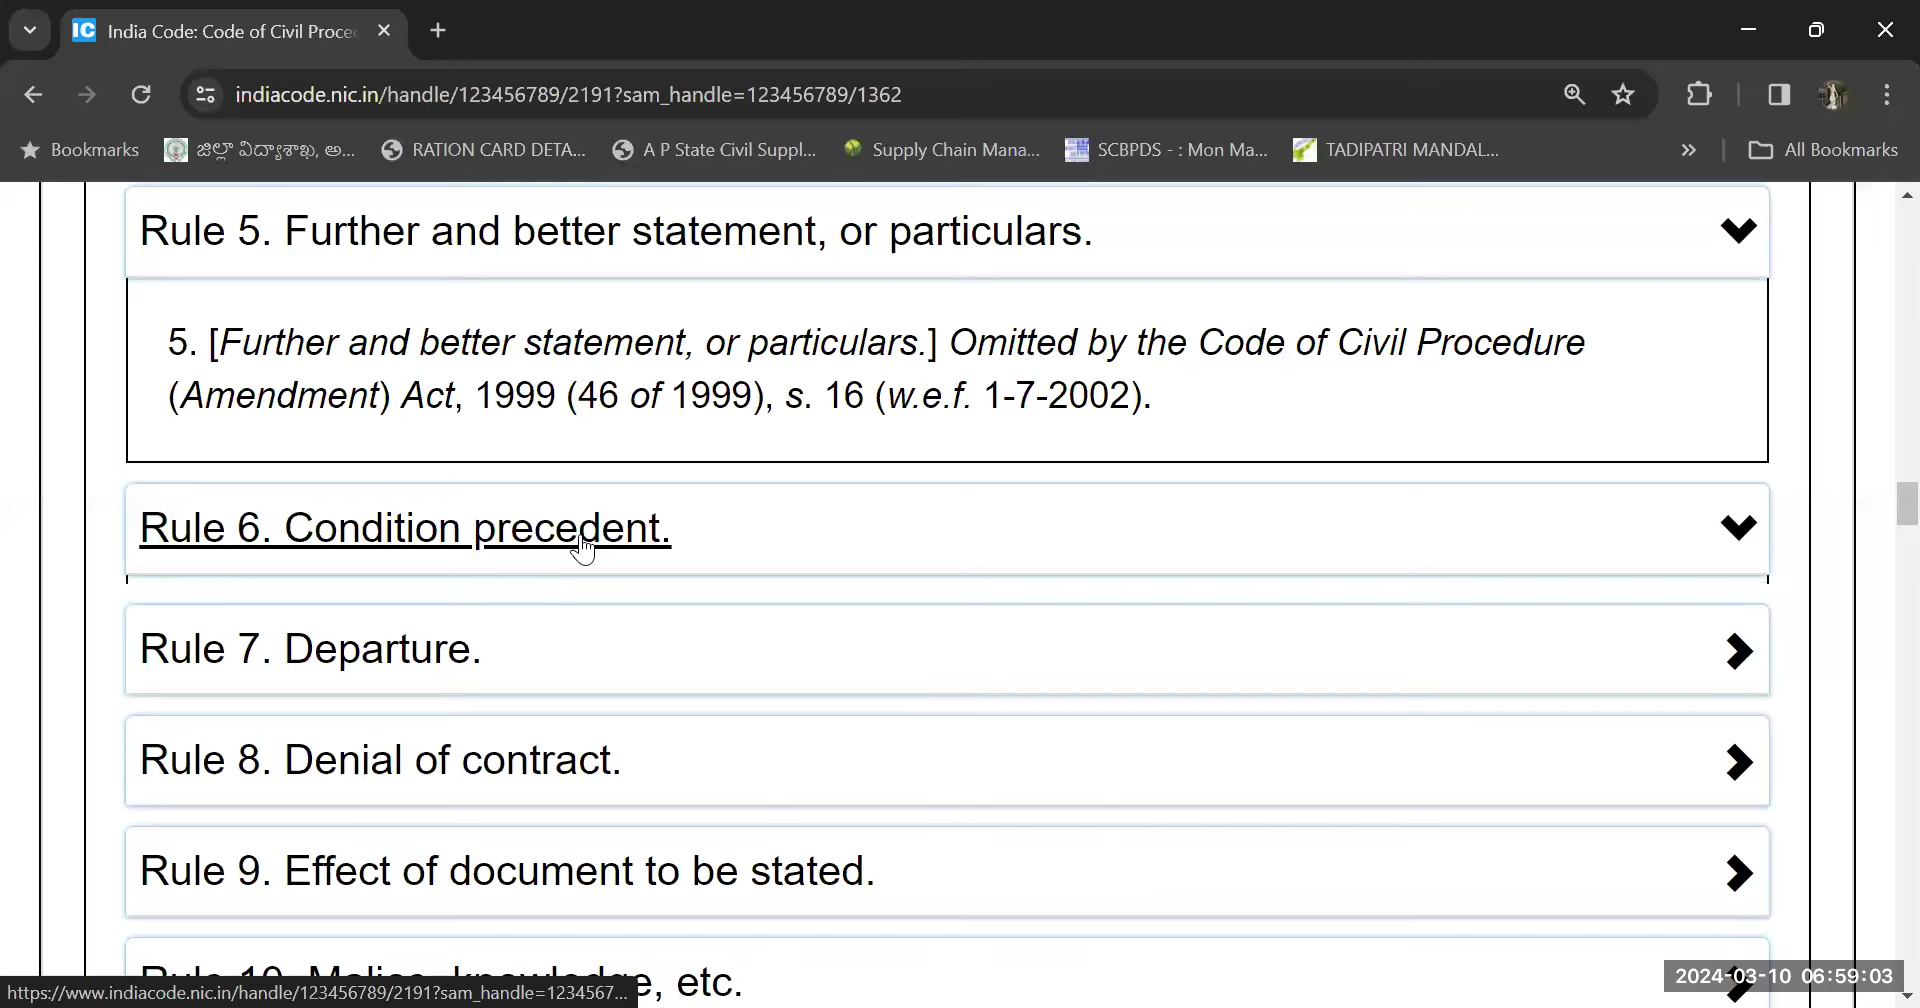 India Code: Code of Civil Proce
indiacode.nic.in/handle/123456789/2191?sam_handle=123456789/1362
Bookmarks
జిల్లా విద్యాశాఖ, అ...
RATION CARD DETA...
A P State Civil Suppl...
Supply Chain Mana...
SCBPDS - : Mon Ma...
TADIPATRI MANDAL...
All Bookmarks
Rule 5. Further and better statement, or particulars.
5. [Further and better statement, or particulars.] Omitted by the Code of Civil Procedure
(Amendment) Act, 1999 (46 of 1999), s. 16 (w.e.f. 1-7-2002).
Rule 6. Condition precedent.
Rule 7. Departure.
Rule 8. Denial of contract.
Rule 9. Effect of document to be stated.
Rule 10. Malice, knowledge, etc.
2024-03-10 06:59:03
https://www.indiacode.nic.in/handle/123456789/2191?sam_handle=1234567...